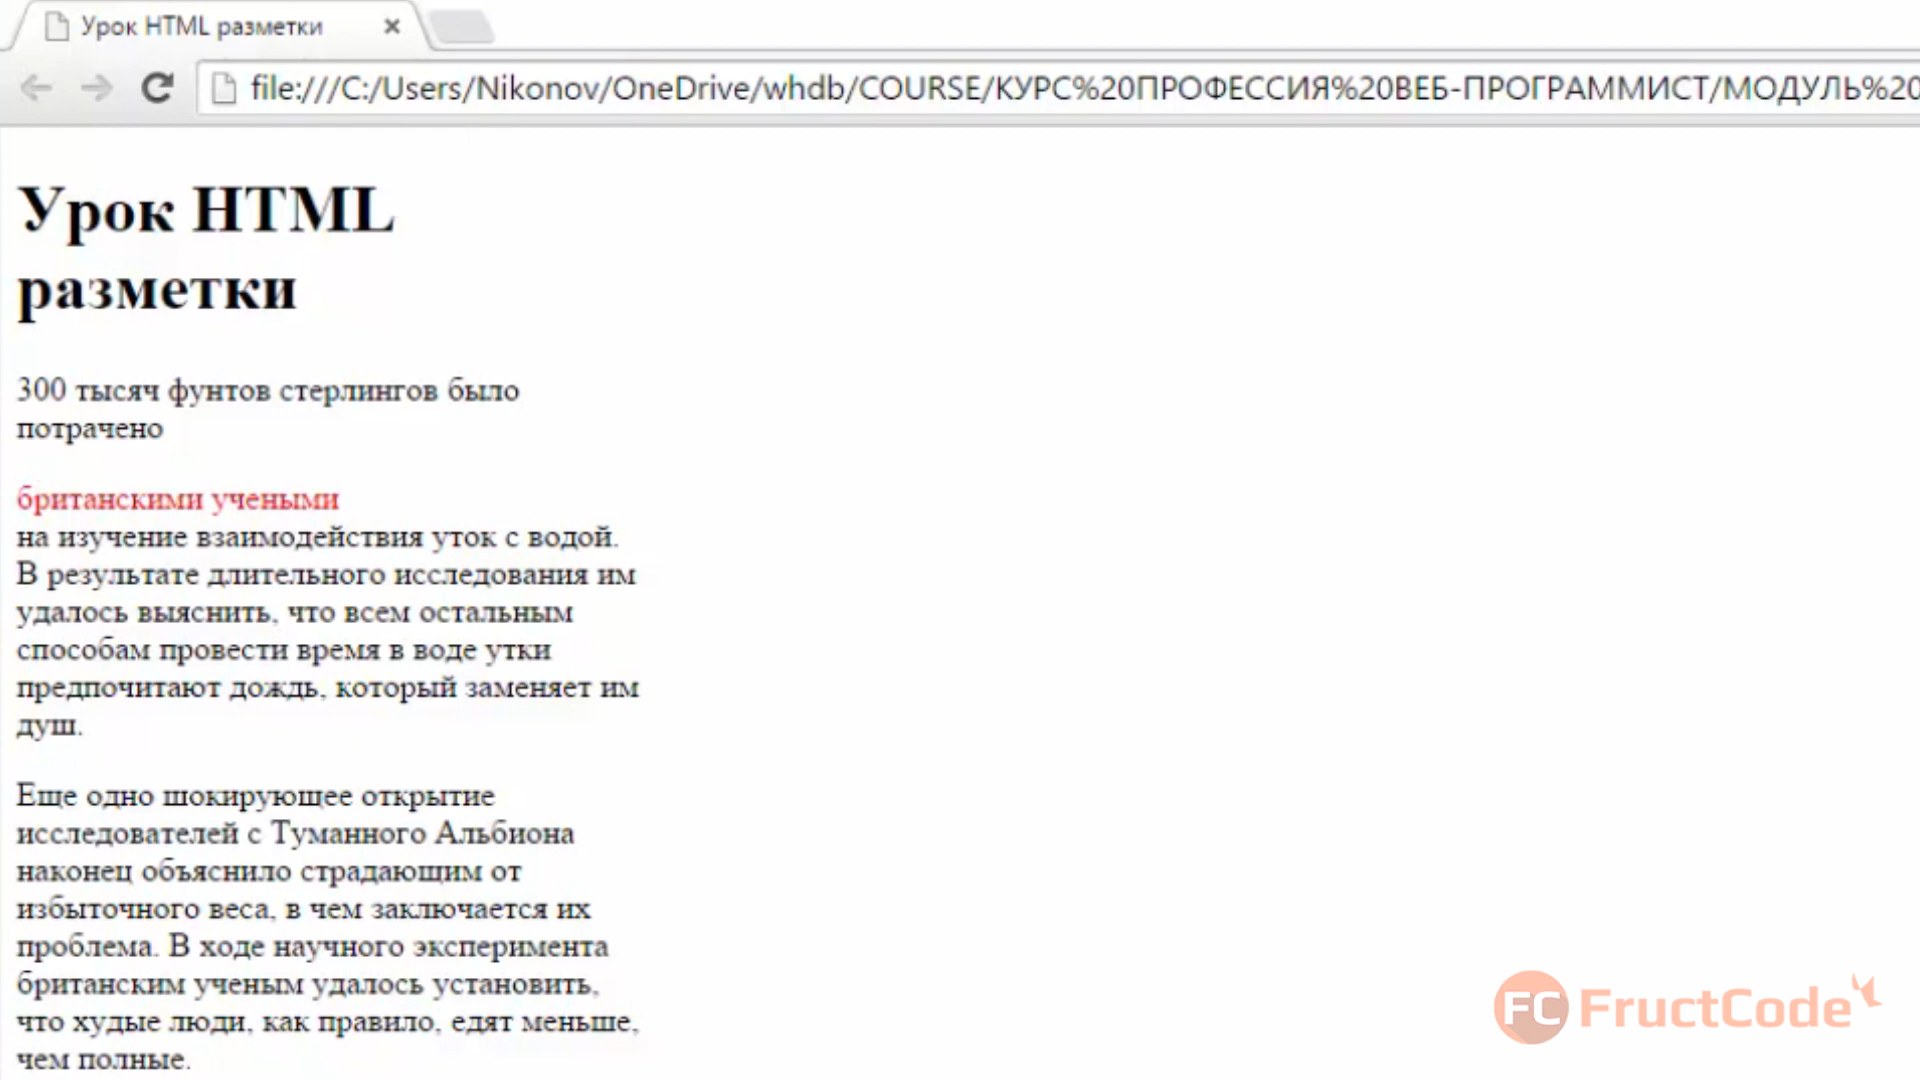 Урок HTML разметки
file:///C:/Users/Nikonov/OneDrive/whdb/COURSE/КУРС%20ПРОФЕССИЯ%20ВЕБ-ПРОГРАММИСТ/МОДУЛЬ%20
Урок HTML
разметки
300 тысяч фунтов стерлингов было
потрачено
британскими учеными
на изучение взаимодействия уток с водой.
В результате длительного исследования им
удалось выяснить, что всем остальным
способам провести время в воде утки
предпочитают дождь, который заменяет им
душ.
Еще одно шокирующее открытие
исследователей с Туманного Альбиона
наконец объяснило страдающим от
избыточного веса, в чем заключается их
проблема. В ходе научного эксперимента
британским ученым удалось установить,
что худые люди, как правило, едят меньше,
чем полные.
FC FructCode